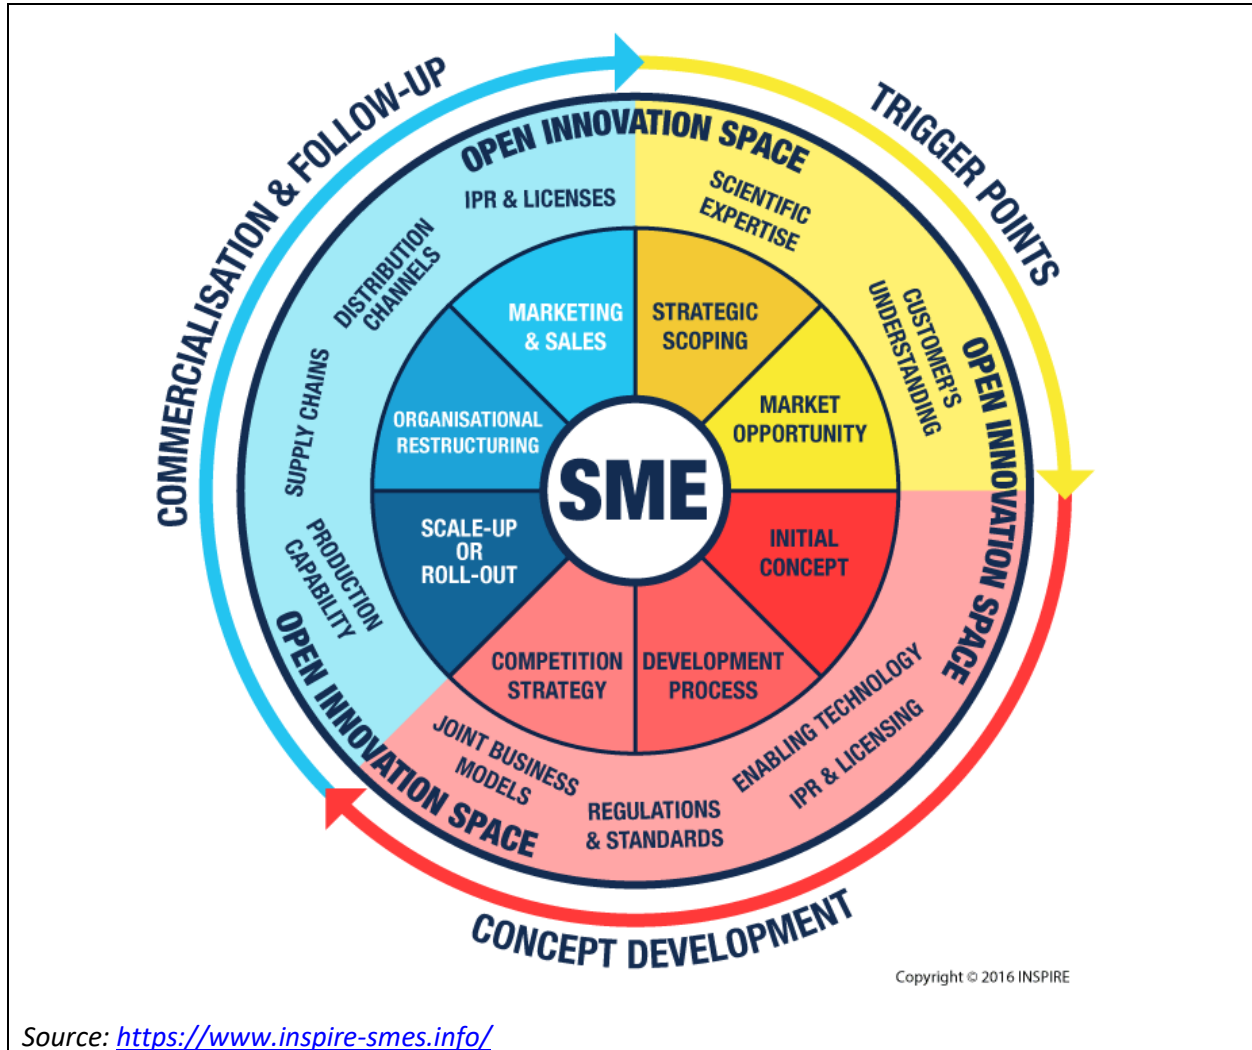 COMMERCIALISATION & FOLLOW-UP
TRIGGER POINTS
CONCEPT DEVELOPMENT
OPEN INNOVATION SPACE
OPEN INNOVATION SPACE
OPEN INNOVATION SPACE
SCIENTIFIC
EXPERTISE
CUSTOMER'S
UNDERSTANDING
ENABLING TECHNOLOGY
IPR & LICENSING
REGULATIONS
& STANDARDS
JOINT BUSINESS
MODELS
PRODUCTION
CAPABILITY
SUPPLY CHAINS
DISTRIBUTION
CHANNELS
IPR & LICENSES
STRATEGIC
SCOPING
MARKET
OPPORTUNITY
INITIAL
CONCEPT
DEVELOPMENT
PROCESS
COMPETITION
STRATEGY
SCALE-UP
OR
ROLL-OUT
ORGANISATIONAL
RESTRUCTURING
MARKETING
& SALES
SME
Copyright © 2016 INSPIRE
Source: https://www.inspire-smes.info/